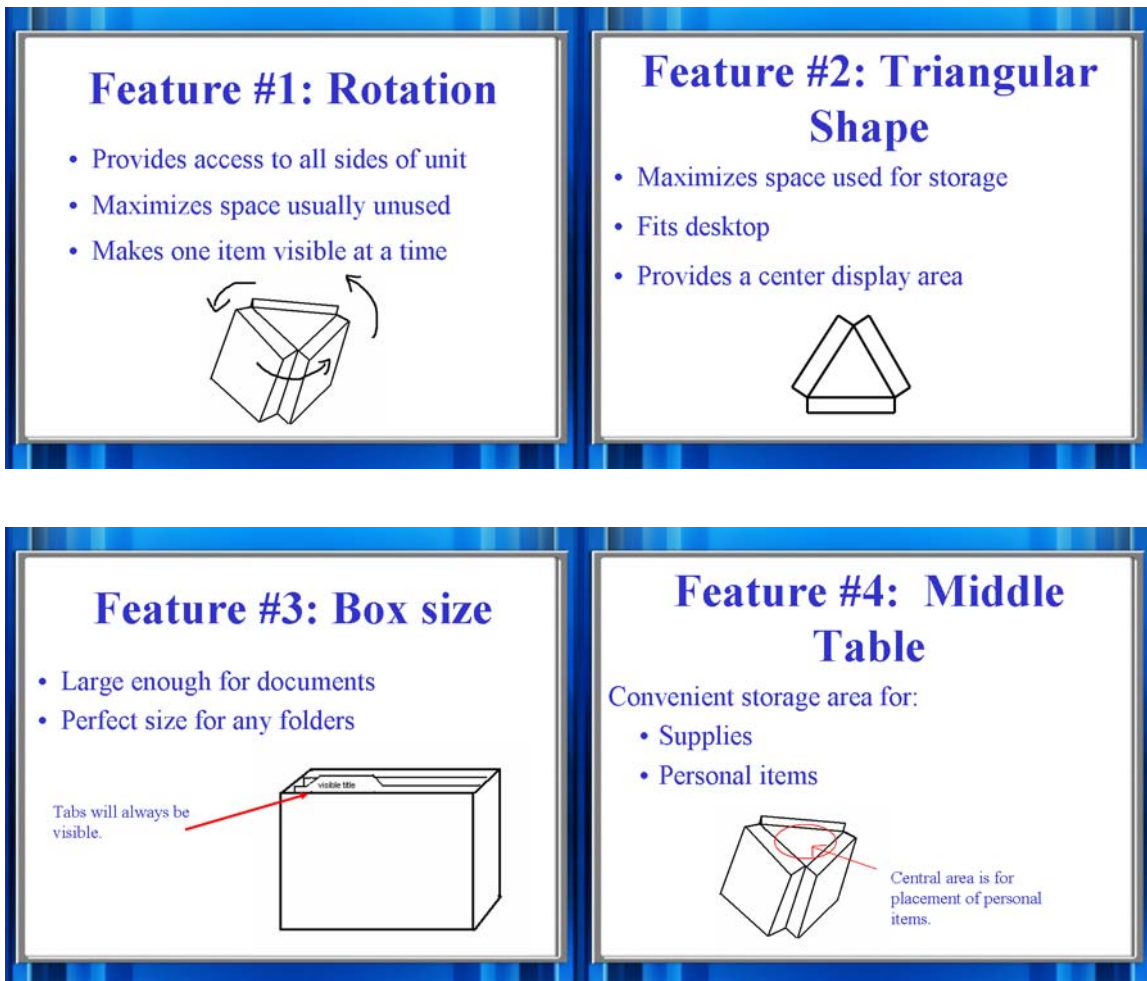 Feature #1: Rotation
• Provides access to all sides of unit
• Maximizes space usually unused
• Makes one item visible at a time
Feature #2: Triangular
Shape
• Maximizes space used for storage
• Fits desktop
• Provides a center display area
Feature #3: Box size
• Large enough for documents
• Perfect size for any folders
visible title
Tabs will always be
visible.
Feature #4: Middle
Table
Convenient storage area for:
• Supplies
• Personal items
Central area is for
placement of personal
items.